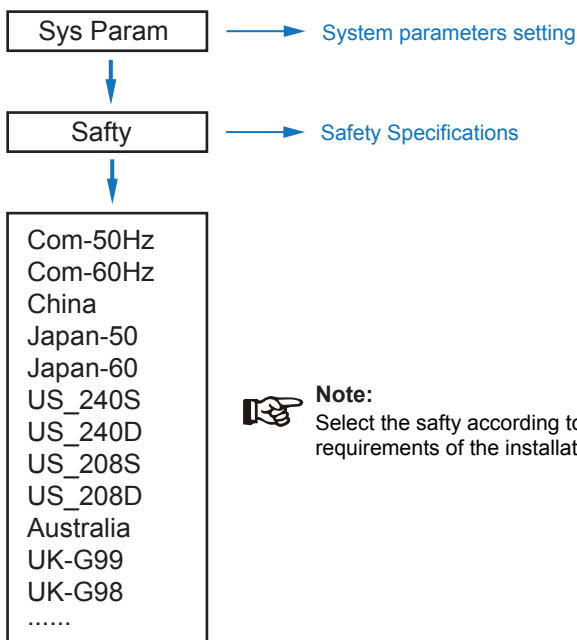 Sys Param
System parameters setting
Safty
Safety Specifications
Com-50Hz
Com-60Hz
China
Japan-50
Japan-60
US_240S
US_240D
US_208S
US_208D
Australia
UK-G99
UK-G98
......
Note:
Select the safty according to
requirements of the